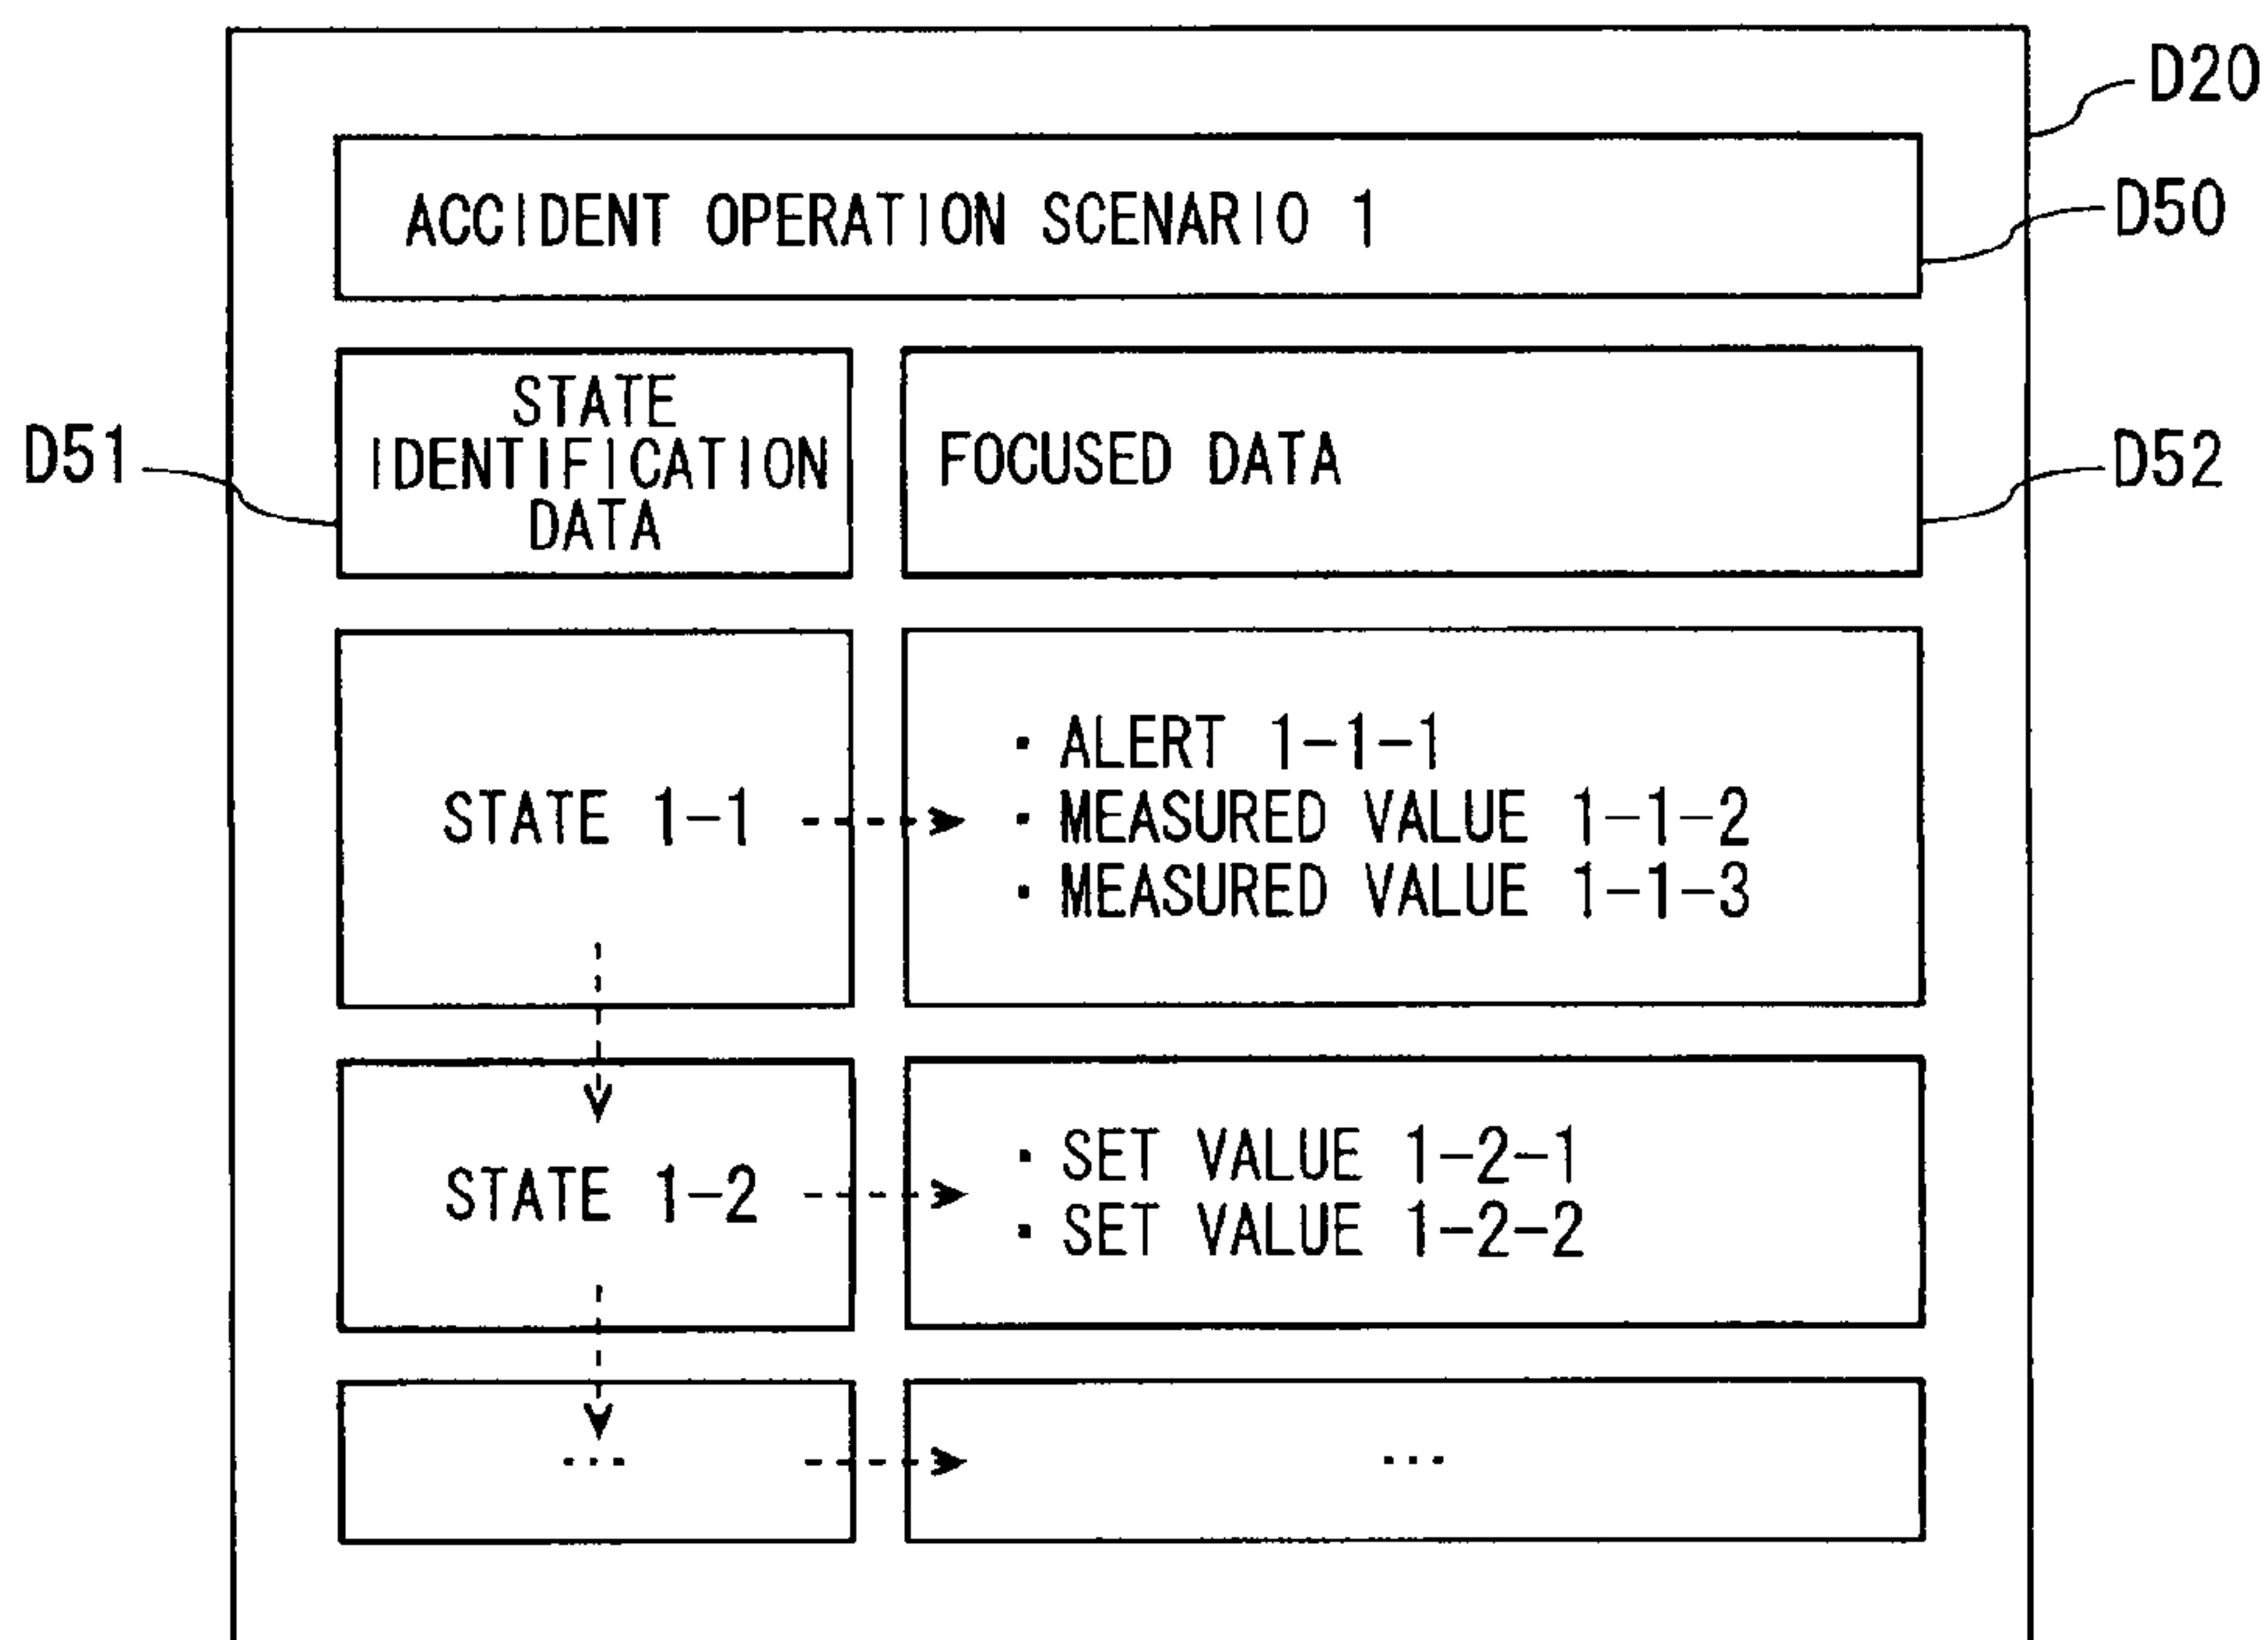 D20
ACCIDENT OPERATION SCENARIO 1
D50
STATE
IDENTIFICATION
DATA
D51
FOCUSED DATA
D52
STATE 1-1
· ALERT 1-1-1
· MEASURED VALUE 1-1-2
· MEASURED VALUE 1-1-3
STATE 1-2
· SET VALUE 1-2-1
· SET VALUE 1-2-2
...
...